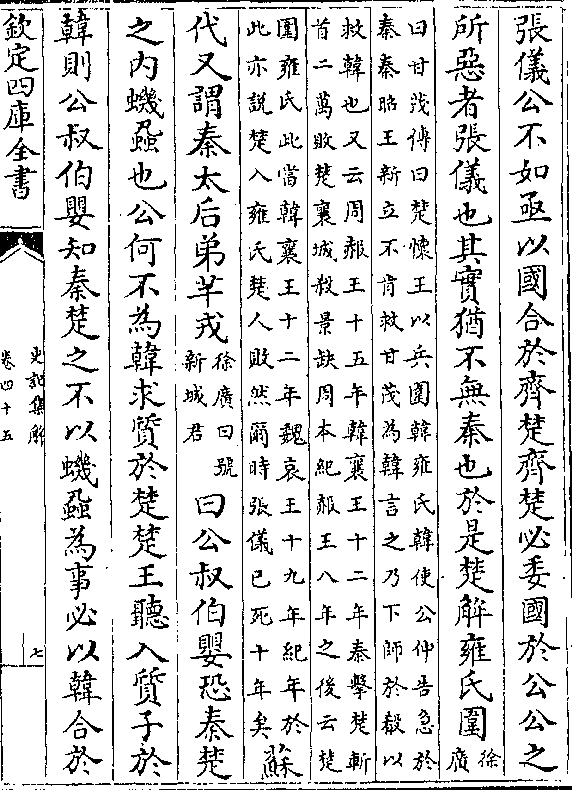 張儀公不如亟以國合於齊楚齊楚必委國於公公之
所惡者張儀也其實猶不無秦也於是楚解雍氏圍徐廣
曰甘茂傳曰楚懷王以兵圍韓雍氏韓使公仲告急於
秦秦昭王新立不肯救甘茂為韓言之乃下師於殽以
救韓也又云周赧王十五年韓襄王十二年秦擊楚斬
首二萬敗楚襄城殺景缺周本紀赧王八年之後云楚
圍雍氏此當韓襄王十二年魏哀王十九年紀年於
此亦說楚入雍氏楚人敗然爾時張儀已死十年矣蘇
代又謂秦太后弟羋戎徐廣曰號新城君曰公叔伯嬰恐秦楚
之內蟣蝨也公何不為韓求質於楚楚王聽入質子於
韓則公叔伯嬰知秦楚之不以蟣蝨為事必以韓合於
欽定四庫全書
史記集解
卷四十五
七